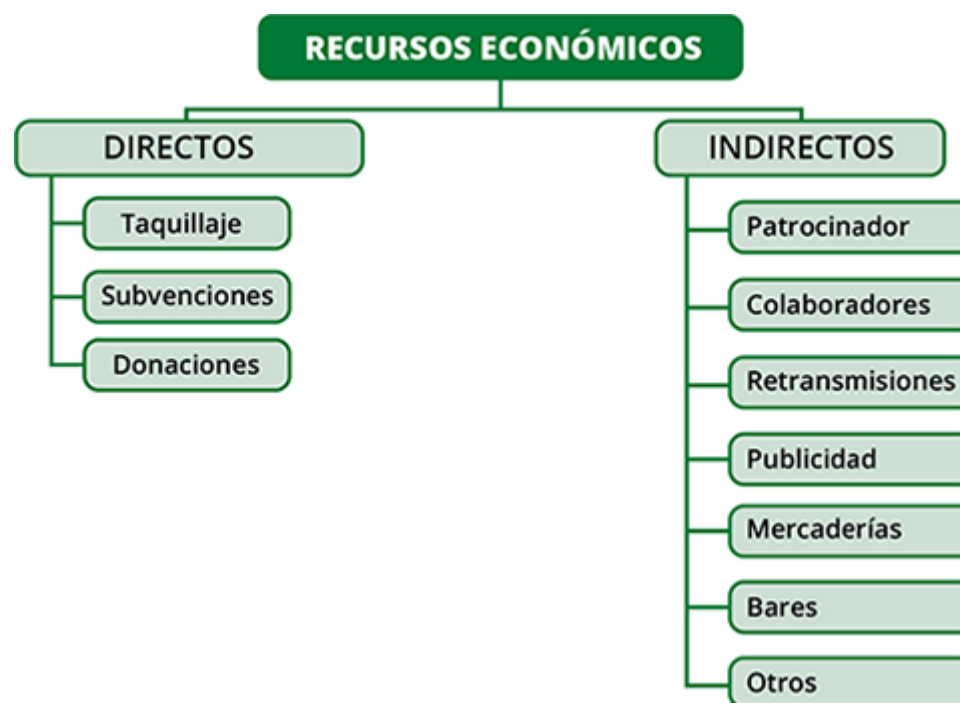 RECURSOS ECONÓMICOS
DIRECTOS
Taquillaje
Subvenciones
Donaciones
INDIRECTOS
Patrocinador
Colaboradores
Retransmisiones
Publicidad
Mercaderías
Bares
Otros